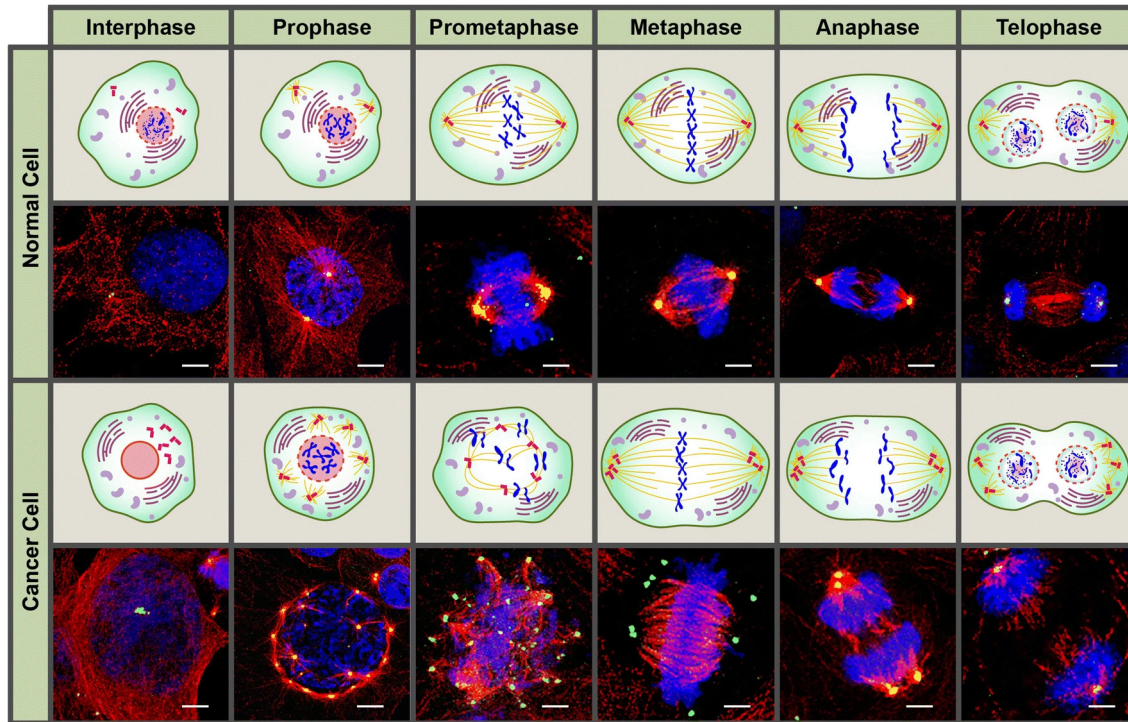 Interphase
Prophase
Prometaphase
Metaphase
Anaphase
Telophase
Normal Cell
Cancer Cell